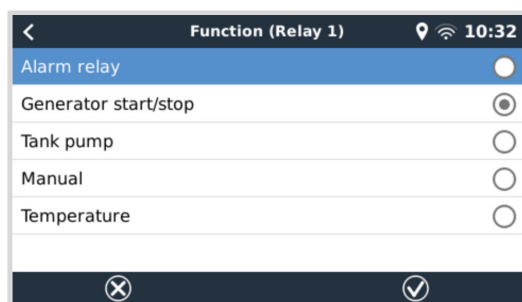 Function (Relay 1) 10:32
Alarm relay
Generator start/stop
Tank pump
Manual
Temperature